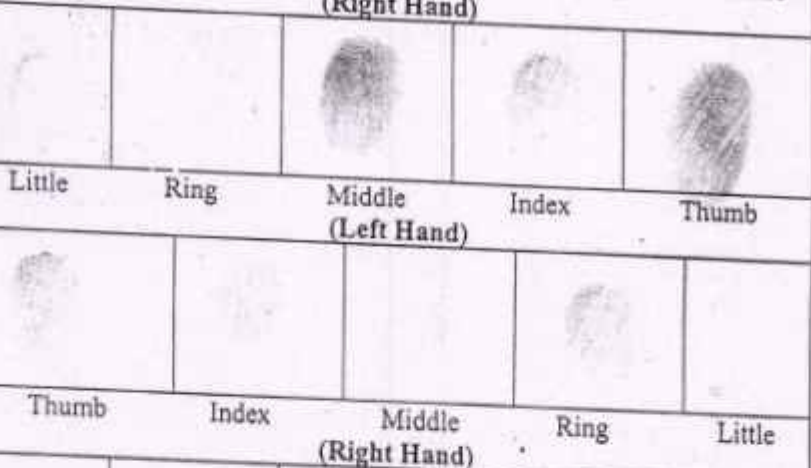 (Right Hand)
Little Ring Middle Index Thumb
(Left Hand)
Thumb Index Middle Ring Little
(Right Hand)